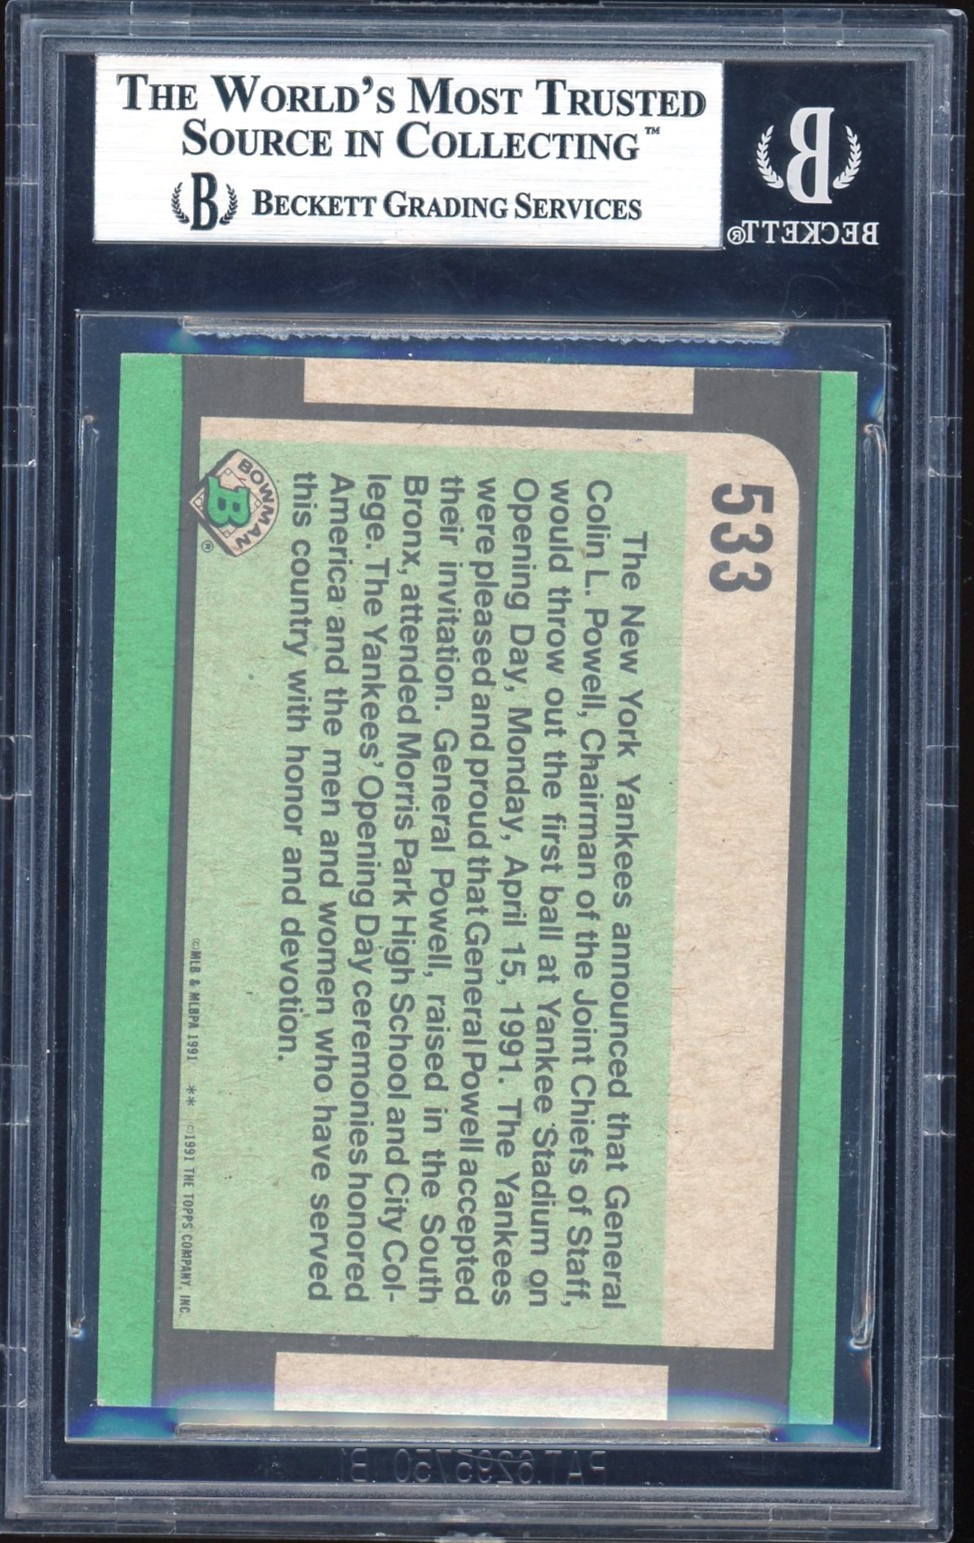 THE WORLD'S MOST TRUSTED
SOURCE IN COLLECTING™
B BECKETT GRADING SERVICES
B
BECKETT®
533
The New York Yankees announced that General
Colin L. Powell, Chairman of the Joint Chiefs of Staff,
would throw out the first ball at Yankee Stadium on
Opening Day, Monday, April 15, 1991. The Yankees
were pleased and proud that General Powell accepted
their invitation. General Powell, raised in the South
Bronx, attended Morris Park High School and City Col-
lege. The Yankees' Opening Day ceremonies honored
America and the men and women who have served
this country with honor and devotion.
BOWMAN
B
®
©MLB & MLBPA 1991 ** ©1991 THE TOPPS COMPANY, INC.
PAT. 6295750 B1